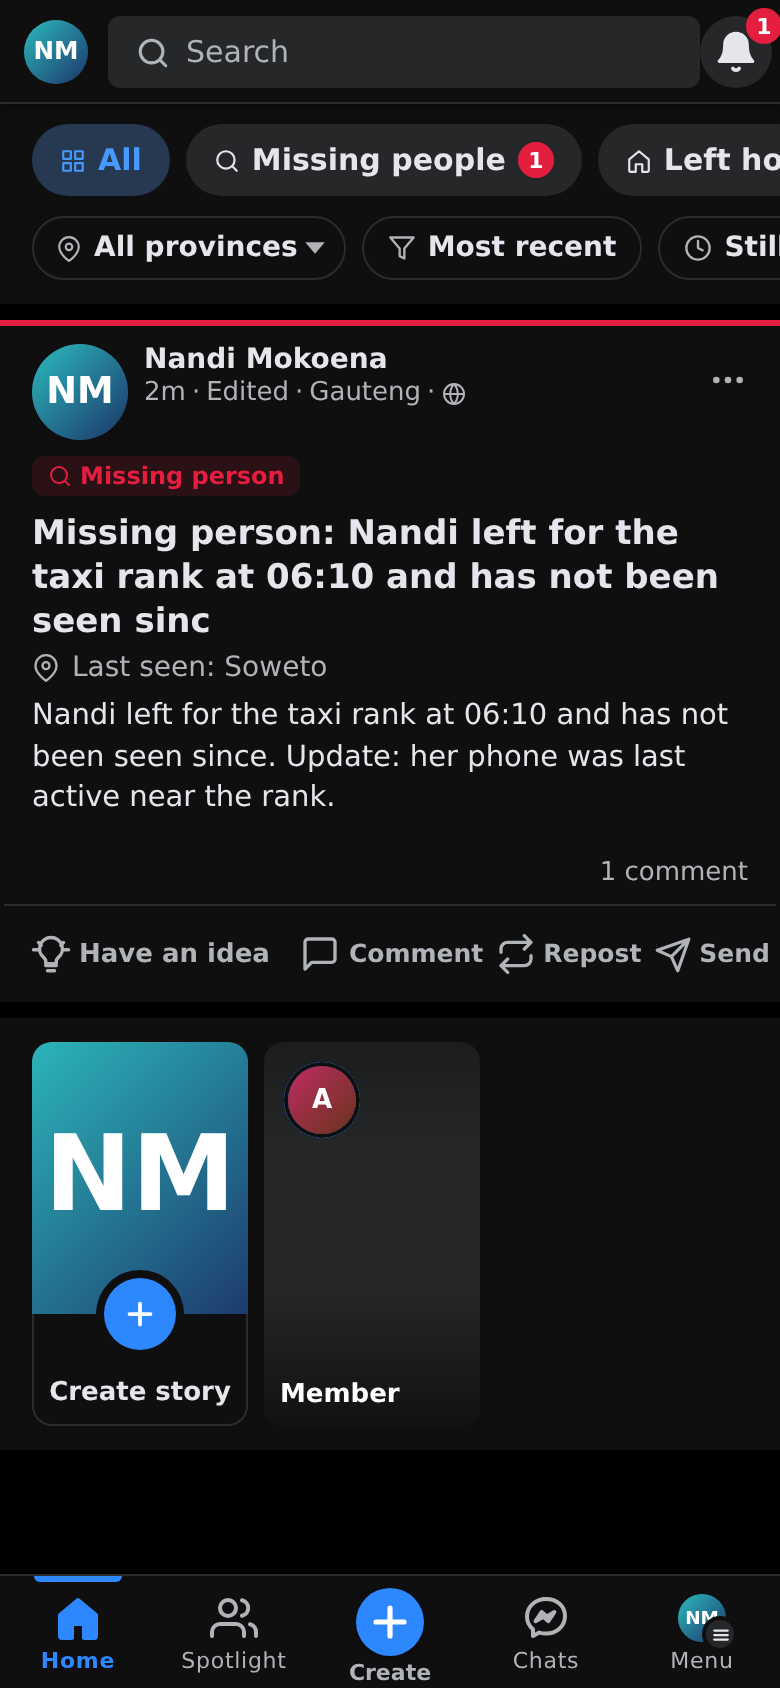 NM
Search
1
All
Missing people 1
Left ho
All provinces
Most recent
Still
NM
Nandi Mokoena
2m · Edited · Gauteng ·
Missing person
Missing person: Nandi left for the
taxi rank at 06:10 and has not been
seen sinc
Last seen: Soweto
Nandi left for the taxi rank at 06:10 and has not
been seen since. Update: her phone was last
active near the rank.
1 comment
Have an idea
Comment
Repost
Send
NM
Create story
A
Member
Home
Spotlight
Create
Chats
NM
Menu